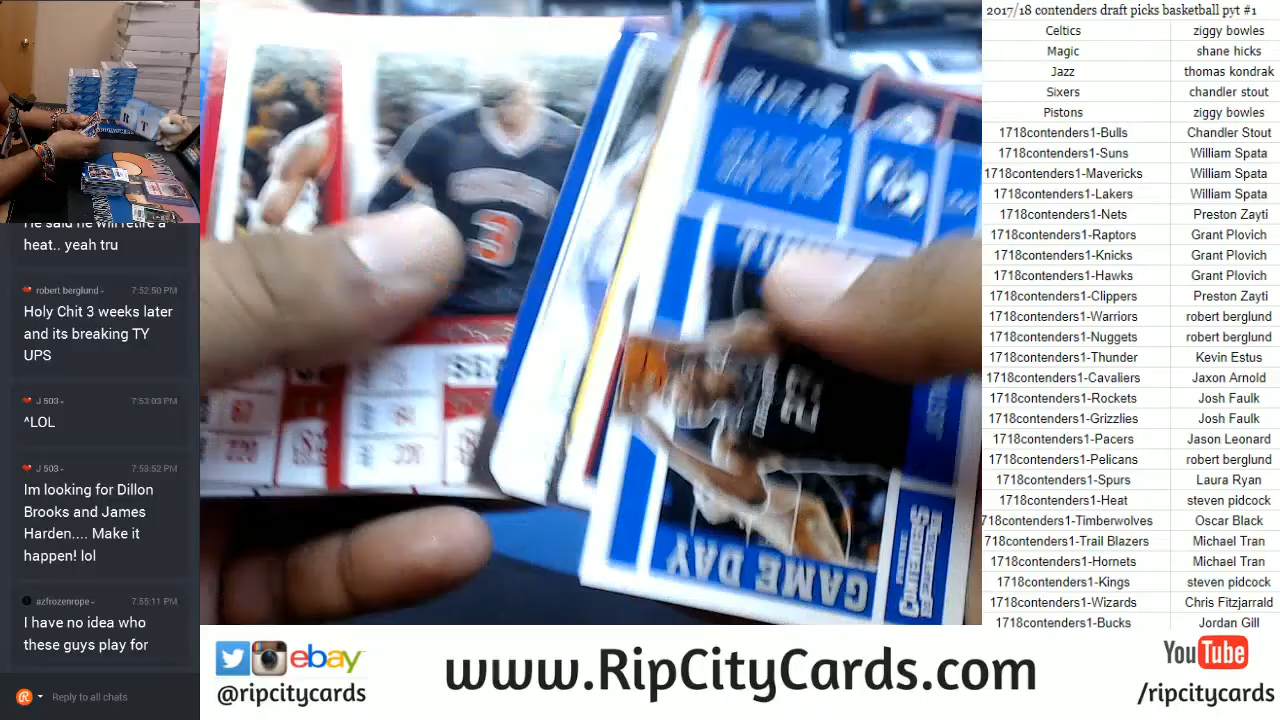 He said he will retire a
heat.. yeah tru
robert berglund - 7:52:50 PM
Holy Chit 3 weeks later
and its breaking TY
UPS
J 503 - 7:53:03 PM
^LOL
J 503 - 7:53:52 PM
Im looking for Dillon
Brooks and James
Harden.... Make it
happen! lol
azfrozenrope - 7:55:11 PM
I have no idea who
these guys play for
Reply to all chats
3
GAME DAY
CONTENDERS
2017/18 contenders draft picks basketball pyt #1
Celtics ziggy bowles
Magic shane hicks
Jazz thomas kondrak
Sixers chandler stout
Pistons ziggy bowles
1718contenders1-Bulls Chandler Stout
1718contenders1-Suns William Spata
1718contenders1-Mavericks William Spata
1718contenders1-Lakers William Spata
1718contenders1-Nets Preston Zayti
1718contenders1-Raptors Grant Plovich
1718contenders1-Knicks Grant Plovich
1718contenders1-Hawks Grant Plovich
1718contenders1-Clippers Preston Zayti
1718contenders1-Warriors robert berglund
1718contenders1-Nuggets robert berglund
1718contenders1-Thunder Kevin Estus
1718contenders1-Cavaliers Jaxon Arnold
1718contenders1-Rockets Josh Faulk
1718contenders1-Grizzlies Josh Faulk
1718contenders1-Pacers Jason Leonard
1718contenders1-Pelicans robert berglund
1718contenders1-Spurs Laura Ryan
1718contenders1-Heat steven pidcock
718contenders1-Timberwolves Oscar Black
718contenders1-Trail Blazers Michael Tran
1718contenders1-Hornets Michael Tran
1718contenders1-Kings steven pidcock
1718contenders1-Wizards Chris Fitzjarrald
1718contenders1-Bucks Jordan Gill
ebay
@ripcitycards
www.RipCityCards.com
YouTube
/ripcitycards